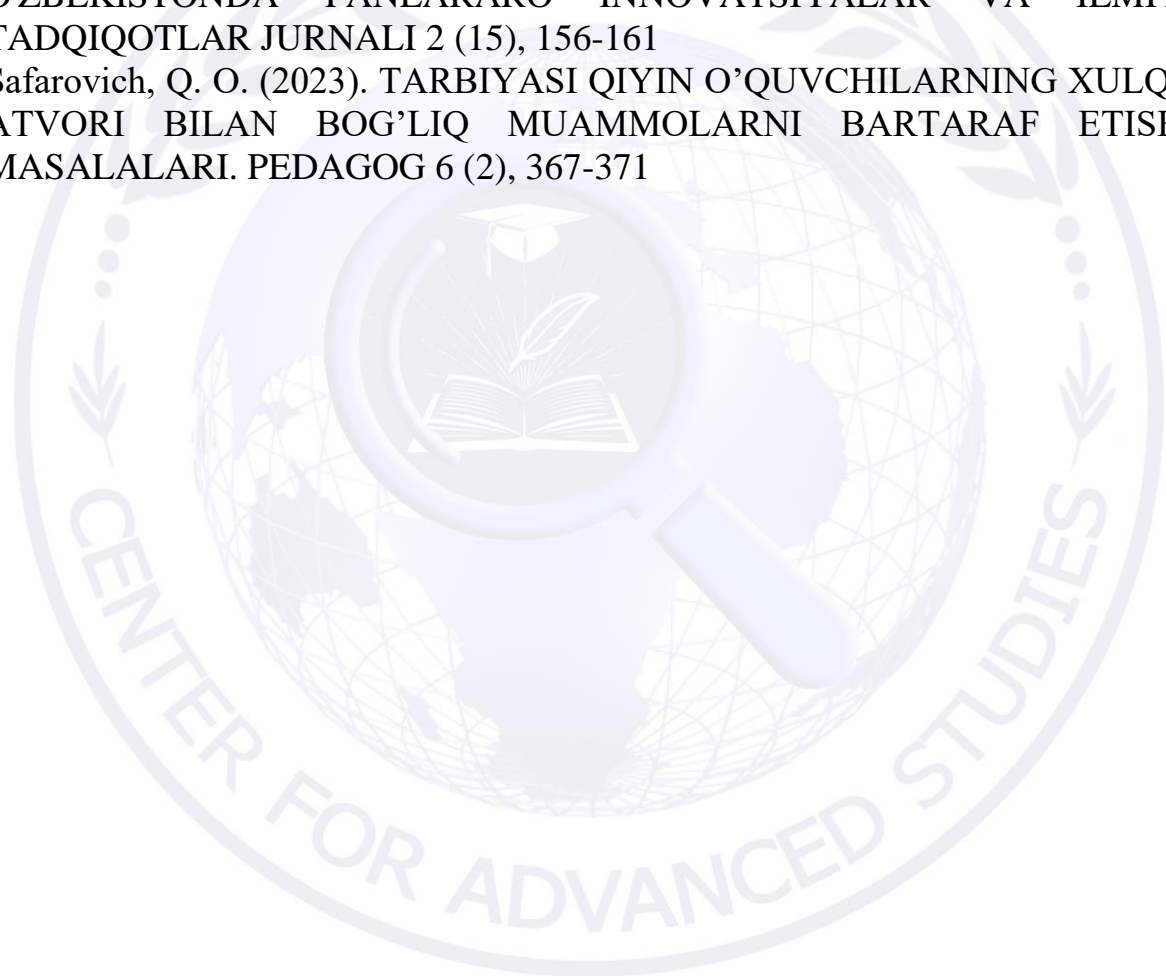 O'ZBEKISTONDA FANLARARO INNOVATSIYALAR VA ILMIY
TADQIQOTLAR JURNALI 2 (15), 156-161
Safarovich, Q. O. (2023). TARBIYASI QIYIN O’QUVCHILARNING XULQ
ATVORI BILAN BOG’LIQ MUAMMOLARNI BARTARAF ETISH
MASALALARI. PEDAGOG 6 (2), 367-371
CENTER FOR ADVANCED STUDIES